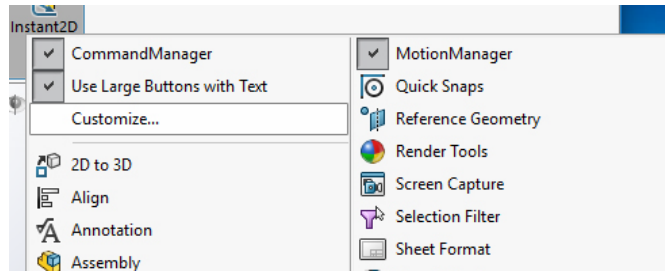 Instant2D
CommandManager
Use Large Buttons with Text
Customize...
2D to 3D
Align
Annotation
Assembly
MotionManager
Quick Snaps
Reference Geometry
Render Tools
Screen Capture
Selection Filter
Sheet Format